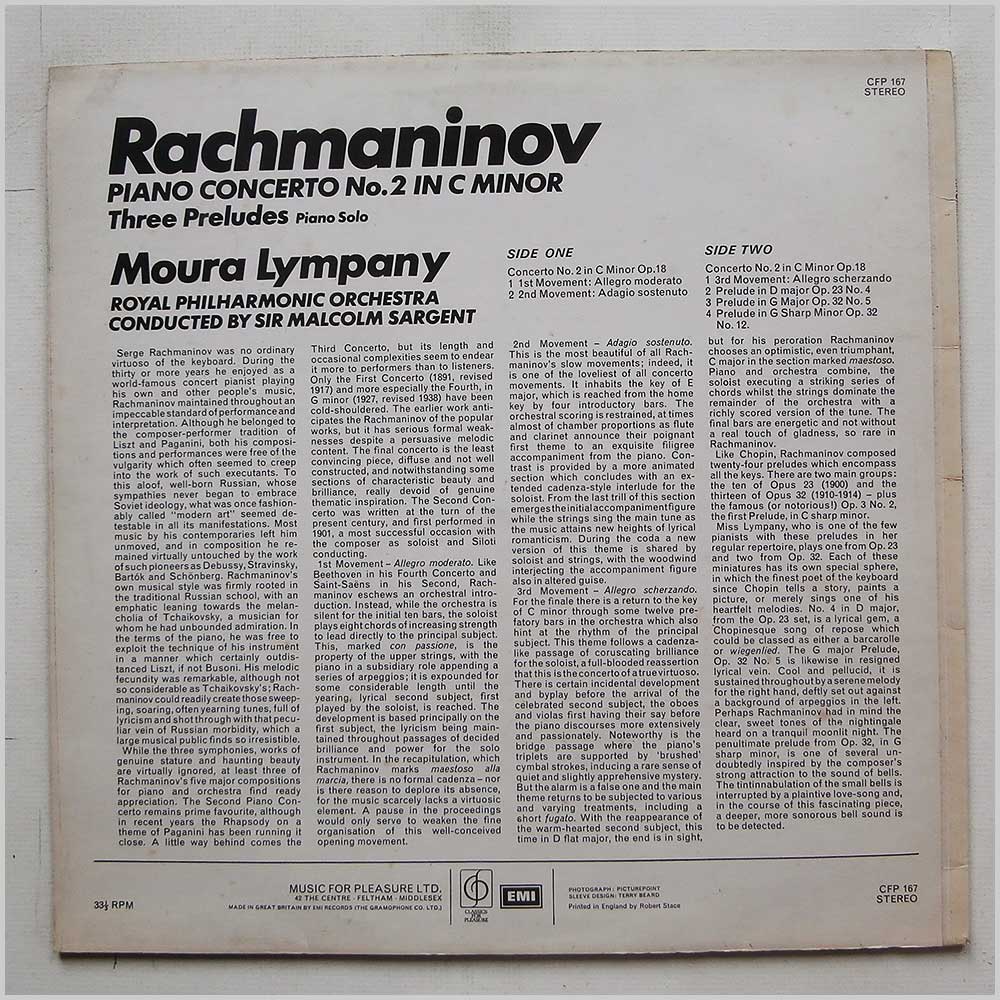 CFP 167
STEREO
Rachmaninov
PIANO CONCERTO No.2 IN C MINOR
Three Preludes Piano Solo
Moura Lympany
ROYAL PHILHARMONIC ORCHESTRA
CONDUCTED BY SIR MALCOLM SARGENT
SIDE ONE
Concerto No. 2 in C Minor Op.18
1 1st Movement: Allegro moderato
2 2nd Movement: Adagio sostenuto
SIDE TWO
Concerto No. 2 in C Minor Op.18
1 3rd Movement: Allegro scherzando
2 Prelude in D major Op. 23 No. 4
3 Prelude in G Major Op. 32 No. 5
4 Prelude in G Sharp Minor Op. 32
No. 12.
Serge Rachmaninov was no ordinary
virtuoso of the keyboard. During the
thirty or more years he enjoyed as a
world-famous concert pianist playing
his own and other people's music,
Rachmaninov maintained throughout an
impeccable standard of performance and
interpretation. Although he belonged to
the composer-performer tradition of
Liszt and Paganini, both his composi-
tions and performances were free of the
vulgarity which often seemed to creep
into the work of such executants. To
this aloof, well-born Russian, whose
sympathies never began to embrace
Soviet ideology, what was once fashion-
ably called "modern art" seemed de-
testable in all its manifestations. Most
music by his contemporaries left him
unmoved, and in composition he re-
mained virtually untouched by the work
of such pioneers as Debussy, Stravinsky,
Bartók and Schönberg. Rachmaninov's
own musical style was firmly rooted in
the traditional Russian school, with an
emphatic leaning towards the melan-
cholia of Tchaikovsky, a musician for
whom he had unbounded admiration. In
the terms of the piano, he was free to
exploit the technique of his instrument
in a manner which certainly outdis-
tanced Liszt, if not Busoni. His melodic
fecundity was remarkable, although not
so considerable as Tchaikovsky's; Rach-
maninov could readily create those sweep-
ing, soaring, often yearning tunes, full of
lyricism and shot through with that pecu-
liar vein of Russian morbidity, which a
large musical public finds so irresistible.
While the three symphonies, works of
genuine stature and haunting beauty
are virtually ignored, at least three of
Rachmaninov's five major compositions
for piano and orchestra find ready
appreciation. The Second Piano Con-
certo remains prime favourite, although
in recent years the Rhapsody on a
theme of Paganini has been running it
close. A little way behind comes the
Third Concerto, but its length and
occasional complexities seem to endear
it more to performers than to listeners.
Only the First Concerto (1891, revised
1917) and more especially the Fourth, in
G minor (1927, revised 1938) have been
cold-shouldered. The earlier work anti-
cipates the Rachmaninov of the popular
works, but it has serious formal weak-
nesses despite a persuasive melodic
content. The final concerto is the least
convincing piece, diffuse and not well
constructed, and notwithstanding some
sections of characteristic beauty and
brilliance, really devoid of genuine
thematic inspiration. The Second Con-
certo was written at the turn of the
present century, and first performed in
1901, a most successful occasion with
the composer as soloist and Siloti
conducting.
1st Movement – Allegro moderato. Like
Beethoven in his Fourth Concerto and
Saint-Saëns in his Second, Rach-
maninov eschews an orchestral intro-
duction. Instead, while the orchestra is
silent for the initial ten bars, the soloist
plays eight chords of increasing strength
to lead directly to the principal subject.
This, marked con passione, is the
property of the upper strings, with the
piano in a subsidiary role appending a
series of arpeggios; it is expounded for
some considerable length until the
yearing, lyrical second subject, first
played by the soloist, is reached. The
development is based principally on the
first subject, the lyricism being main-
tained throughout passages of decided
brilliance and power for the solo
instrument. In the recapitulation, which
Rachmaninov marks maestoso alla
marcia, there is no formal cadenza – nor
is there reason to deplore its absence,
for the music scarcely lacks a virtuosic
element. A pause in the proceedings
would only serve to weaken the fine
organisation of this well-conceived
opening movement.
2nd Movement – Adagio sostenuto.
This is the most beautiful of all Rach-
maninov's slow movements; indeed, it
is one of the loveliest of all concerto
movements. It inhabits the key of E
major, which is reached from the home
key by four introductory bars. The
orchestral scoring is restrained, at times
almost of chamber proportions as flute
and clarinet announce their poignant
first theme to an exquisite filigree
accompaniment from the piano. Con-
trast is provided by a more animated
section which concludes with an ex-
tended cadenza-style interlude for the
soloist. From the last trill of this section
emerges the initial accompaniment figure
while the strings sing the main tune as
the music attains new heights of lyrical
romanticism. During the coda a new
version of this theme is shared by
soloist and strings, with the woodwind
interjecting the accompaniment figure
also in altered guise.
3rd Movement – Allegro scherzando.
For the finale there is a return to the key
of C minor through some twelve pre-
fatory bars in the orchestra which also
hint at the rhythm of the principal
subject. This theme follows a cadenza-
like passage of coruscating brilliance
for the soloist, a full-blooded reassertion
that this is the concerto of a true virtuoso.
There is certain incidental development
and byplay before the arrival of the
celebrated second subject, the oboes
and violas first having their say before
the piano discourses more extensively
and passionately. Noteworthy is the
bridge passage where the piano's
triplets are supported by 'brushed'
cymbal strokes, inducing a rare sense of
quiet and slightly apprehensive mystery.
But the alarm is a false one and the main
theme returns to be subjected to various
and varying treatments, including a
short fugato. With the reappearance of
the warm-hearted second subject, this
time in D flat major, the end is in sight,
but for his peroration Rachmaninov
chooses an optimistic, even triumphant,
C major in the section marked maestoso.
Piano and orchestra combine, the
soloist executing a striking series of
chords whilst the strings dominate the
remainder of the orchestra with a
richly scored version of the tune. The
final bars are energetic and not without
a real touch of gladness, so rare in
Rachmaninov.
Like Chopin, Rachmaninov composed
twenty-four preludes which encompass
all the keys. There are two main groups:
the ten of Opus 23 (1900) and the
thirteen of Opus 32 (1910-1914) – plus
the famous (or notorious!) Op. 3 No. 2,
the first Prelude, in C sharp minor.
Miss Lympany, who is one of the few
pianists with these preludes in her
regular repertoire, plays one from Op. 23
and two from Op. 32. Each of these
miniatures has its own special sphere,
in which the finest poet of the keyboard
since Chopin tells a story, paints a
picture, or merely sings one of his
heartfelt melodies. No. 4 in D major,
from the Op. 23 set, is a lyrical gem, a
Chopinesque song of repose which
could be classed as either a barcarolle
or wiegenlied. The G major Prelude,
Op. 32 No. 5 is likewise in resigned
lyrical vein. Cool and pellucid, it is
sustained throughout by a serene melody
for the right hand, deftly set out against
a background of arpeggios in the left.
Perhaps Rachmaninov had in mind the
clear, sweet tones of the nightingale
heard on a tranquil moonlit night. The
penultimate prelude from Op. 32, in G
sharp minor, is one of several un-
doubtedly inspired by the composer's
strong attraction to the sound of bells.
The tintinnabulation of the small bells is
interrupted by a plaintive love-song and,
in the course of this fascinating piece,
a deeper, more sonorous bell sound is
to be detected.
33⅓ RPM
MUSIC FOR PLEASURE LTD.
42 THE CENTRE · FELTHAM · MIDDLESEX
MADE IN GREAT BRITAIN BY EMI RECORDS (THE GRAMOPHONE CO. LTD.)
CLASSICS
FOR
PLEASURE
EMI
PHOTOGRAPH : PICTUREPOINT
SLEEVE DESIGN: TERRY BEARD
Printed in England by Robert Stace
CFP 167
STEREO